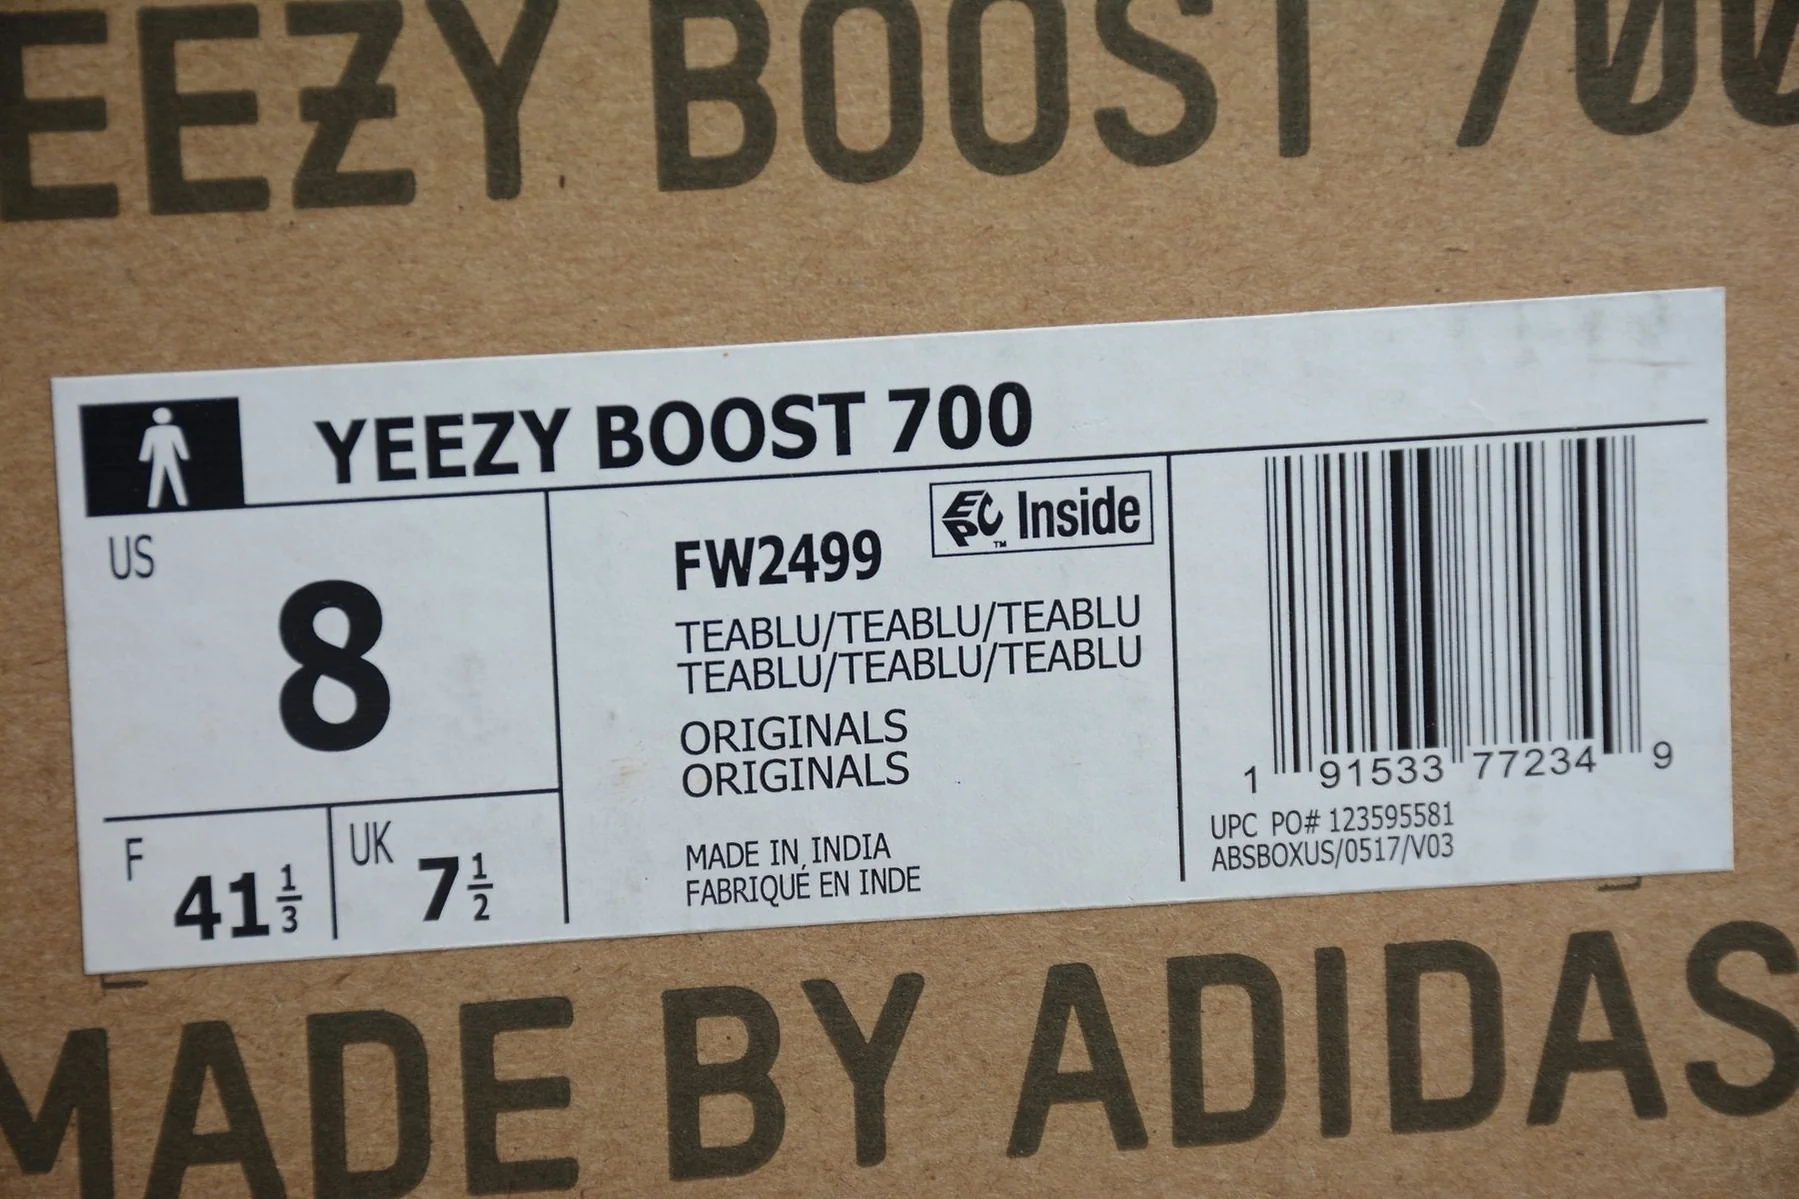 EEZY BOOST 700
YEEZY BOOST 700
US
8
F
41 1/3
UK
7 1/2
FW2499
EPC™ Inside
TEABLU/TEABLU/TEABLU
TEABLU/TEABLU/TEABLU
ORIGINALS
ORIGINALS
MADE IN INDIA
FABRIQUÉ EN INDE
1 91533 77234 9
UPC PO# 123595581
ABSBOXUS/0517/V03
MADE BY ADIDAS